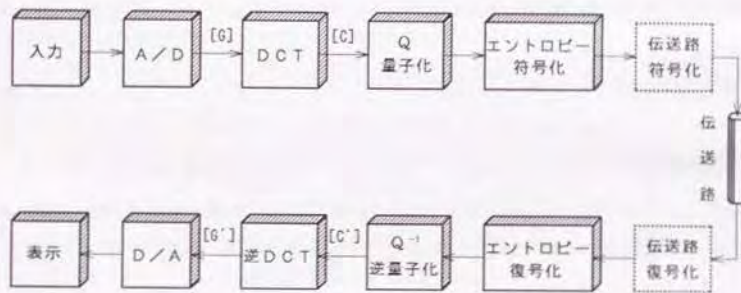 入力
A/D
[G]
DCT
[C]
Q
量子化
エントロピー
符号化
伝送路
符号化
伝
送
路
表示
D/A
[G']
逆DCT
[C']
Q⁻¹
逆量子化
エントロピー
復号化
伝送路
復号化